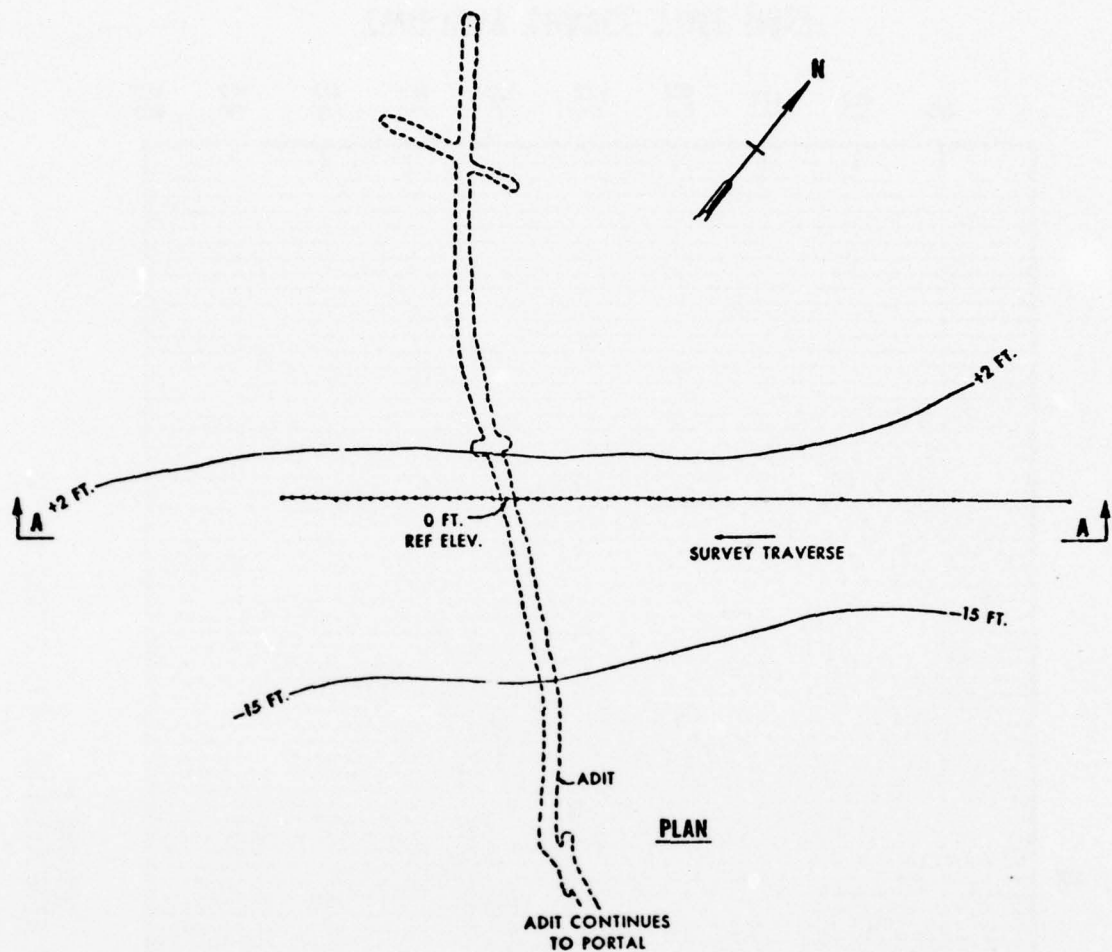 N
+2 FT.
+2 FT.
A
0 FT.
REF ELEV.
SURVEY TRAVERSE
A
-15 FT.
-15 FT.
ADIT
PLAN
ADIT CONTINUES
TO PORTAL